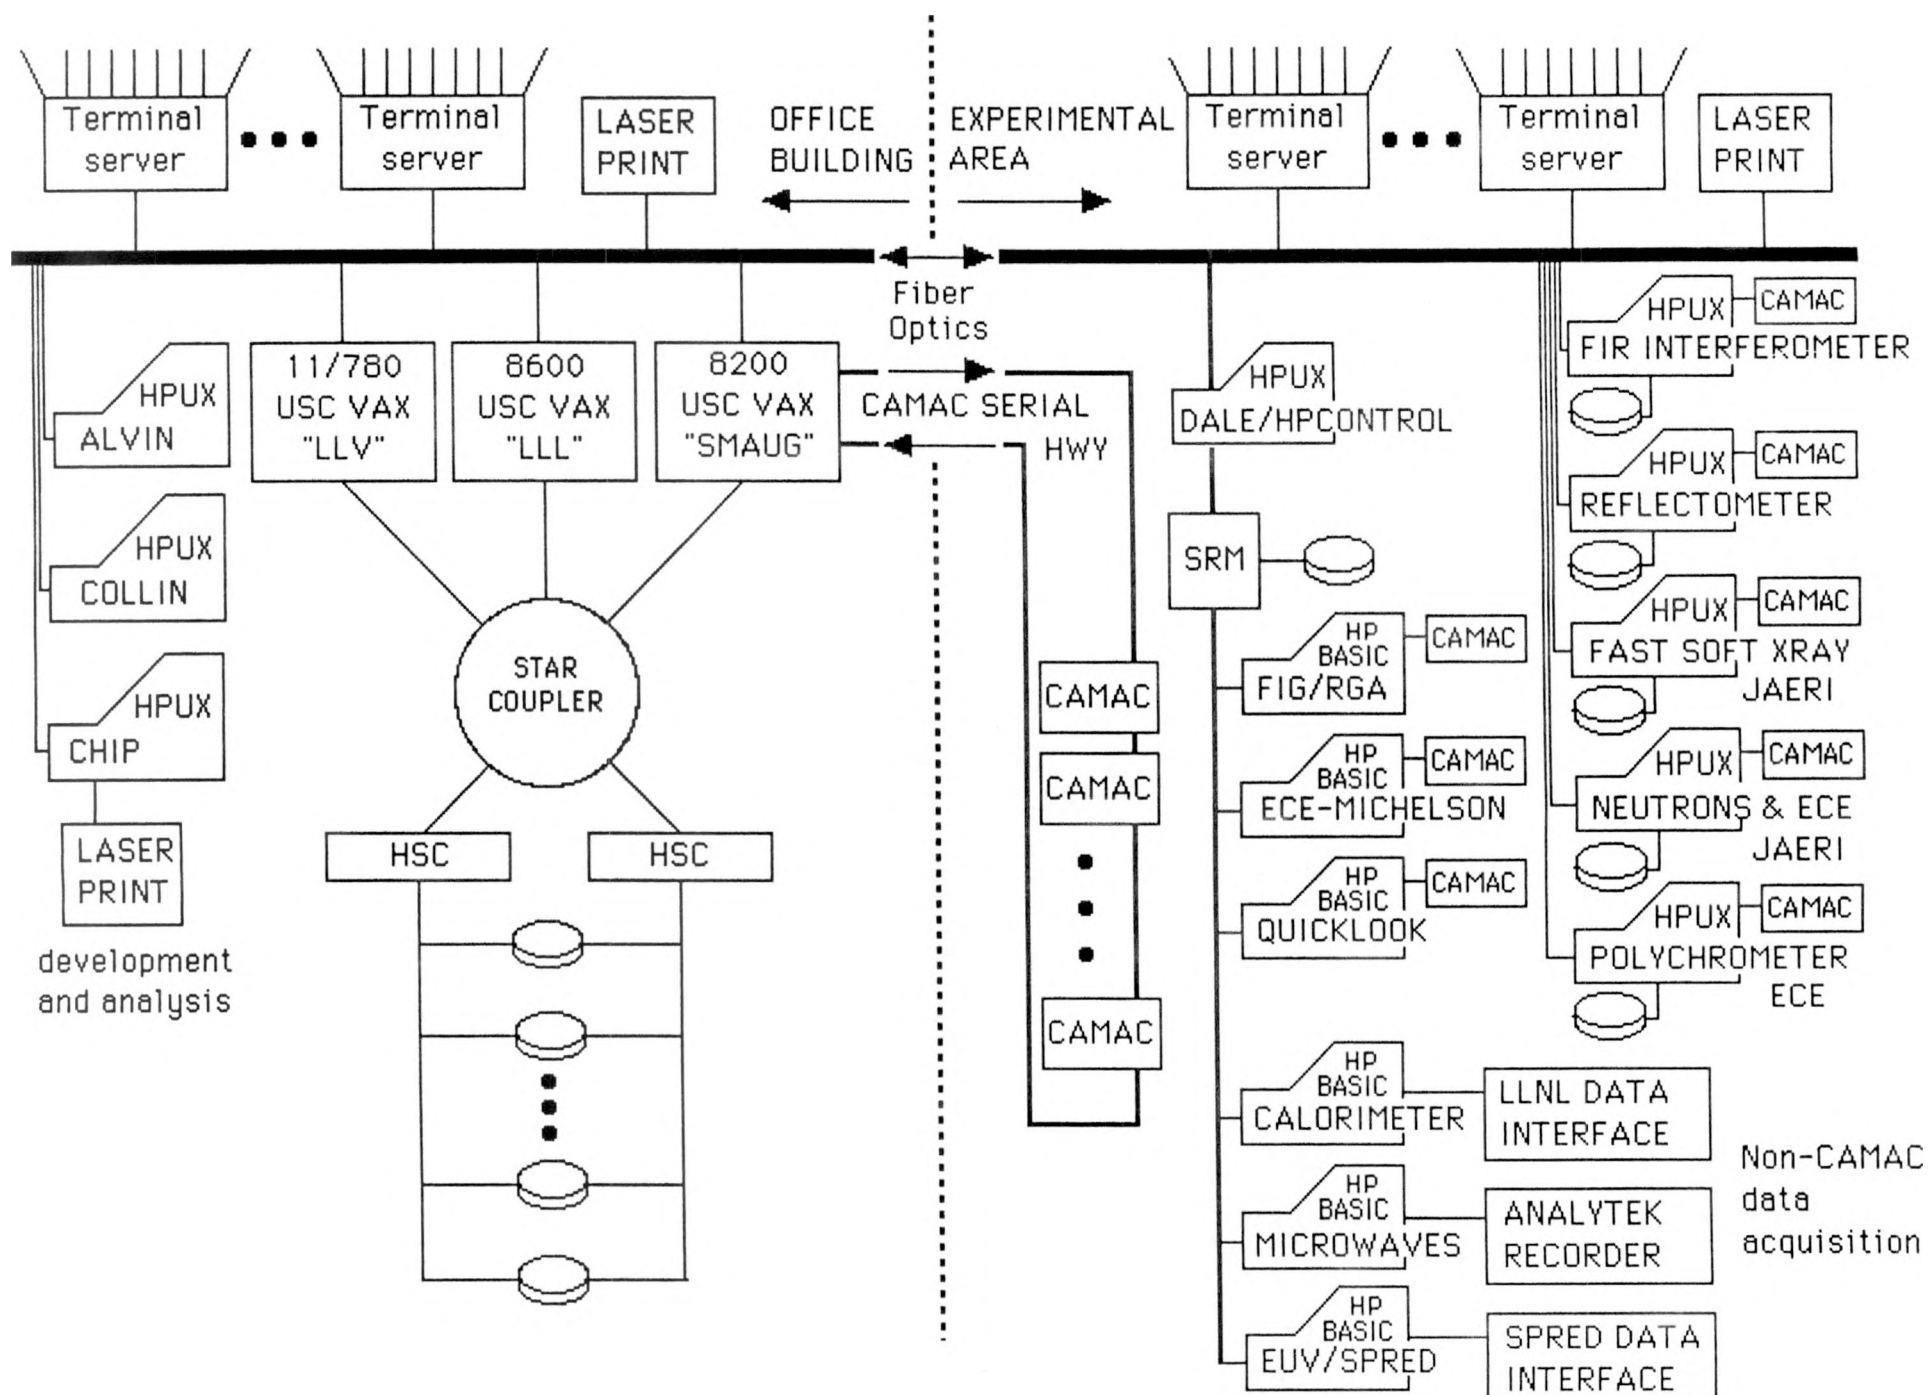 Terminal
server
Terminal
server
LASER
PRINT
OFFICE
BUILDING
EXPERIMENTAL
AREA
Terminal
server
Terminal
server
LASER
PRINT
Fiber
Optics
HPUX
ALVIN
HPUX
COLLIN
HPUX
CHIP
LASER
PRINT
development
and analysis
11/780
USC VAX
"LLV"
8600
USC VAX
"LLL"
8200
USC VAX
"SMAUG"
CAMAC SERIAL
HWY
STAR
COUPLER
HSC
HSC
CAMAC
CAMAC
CAMAC
HPUX
DALE/HPCONTROL
SRM
HP
BASIC
FIG/RGA
CAMAC
HP
BASIC
ECE-MICHELSON
CAMAC
HP
BASIC
QUICKLOOK
CAMAC
HP
BASIC
CALORIMETER
LLNL DATA
INTERFACE
HP
BASIC
MICROWAVES
ANALYTEK
RECORDER
HP
BASIC
EUV/SPRED
SPRED DATA
INTERFACE
Non-CAMAC
data
acquisition
HPUX
CAMAC
FIR INTERFEROMETER
HPUX
CAMAC
REFLECTOMETER
HPUX
CAMAC
FAST SOFT XRAY
JAERI
HPUX
CAMAC
NEUTRONS & ECE
JAERI
HPUX
CAMAC
POLYCHROMETER
ECE